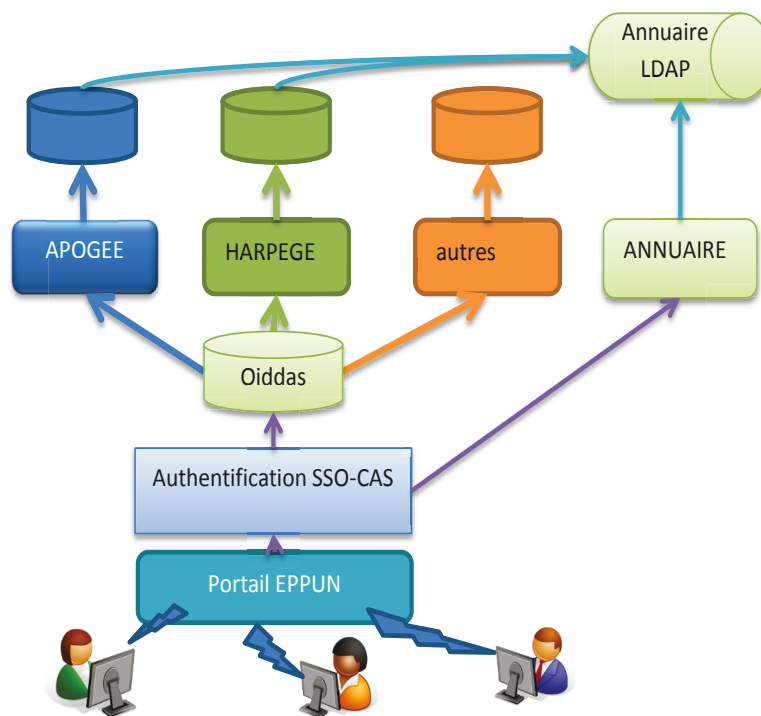 Annuaire
LDAP
APOGEE
HARPEGE
autres
ANNUAIRE
Oiddas
Authentification SSO-CAS
Portail EPPUN